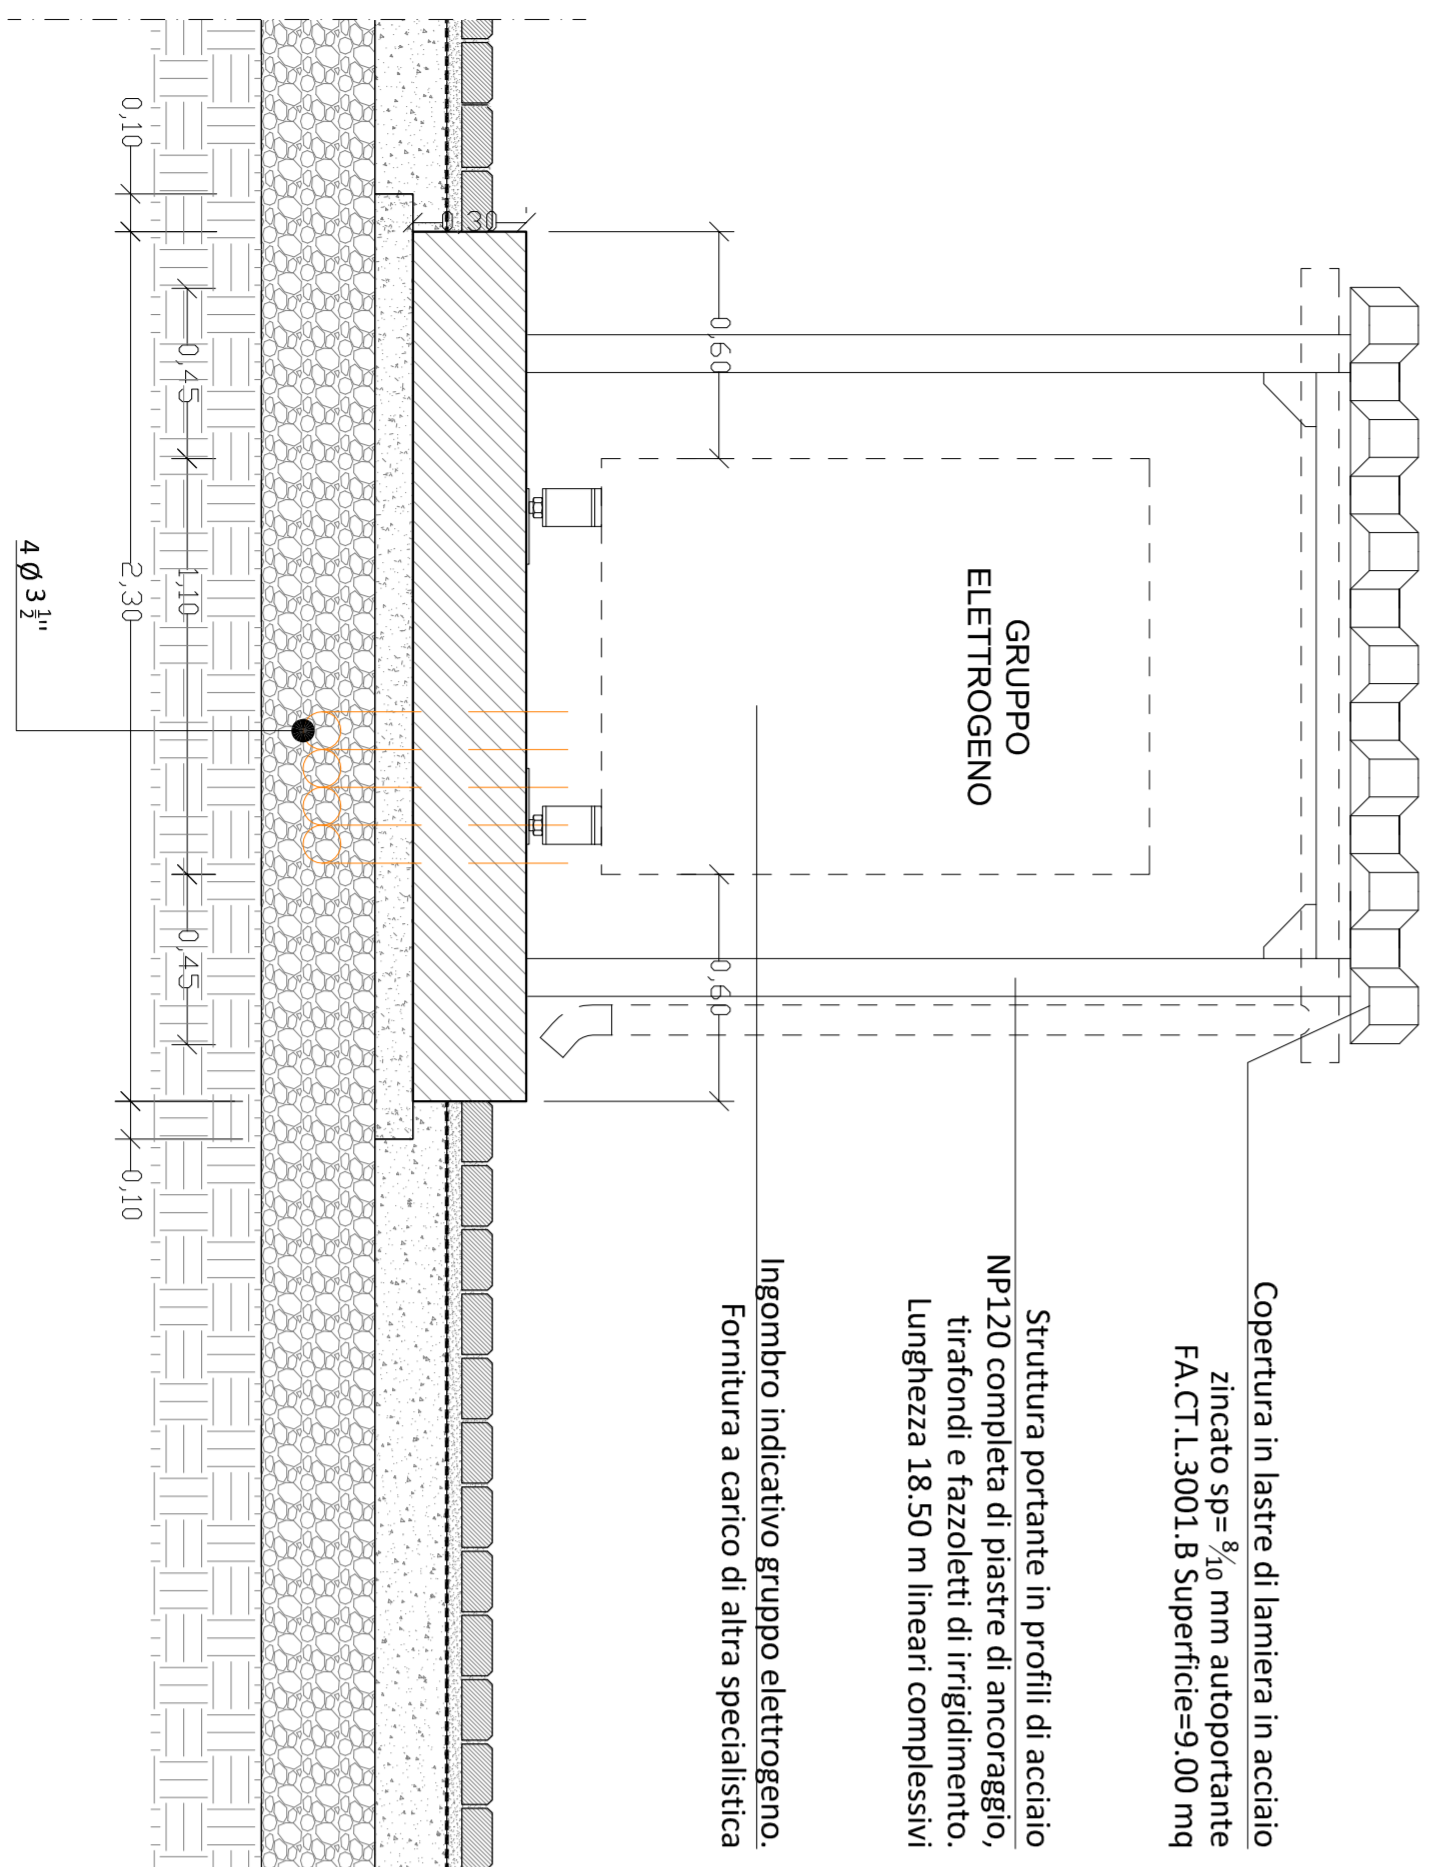 Copertura in lastre di lamiera in acciaio
zincato sp= 8/10 mm autoportante
FA.CT.L.3001.B Superficie=9.00 mq
Struttura portante in profili di acciaio
NP120 completa di piastre di ancoraggio,
tirafondi e fazzoletti di irrigidimento.
Lunghezza 18.50 m lineari complessivi
GRUPPO
ELETTROGENO
Ingombro indicativo gruppo elettrogeno.
Fornitura a carico di altra specialistica
0,60
0,60
0,30
0,45
1,10
0,45
0,10
2,30
0,10
4 Ø 3 1/2"